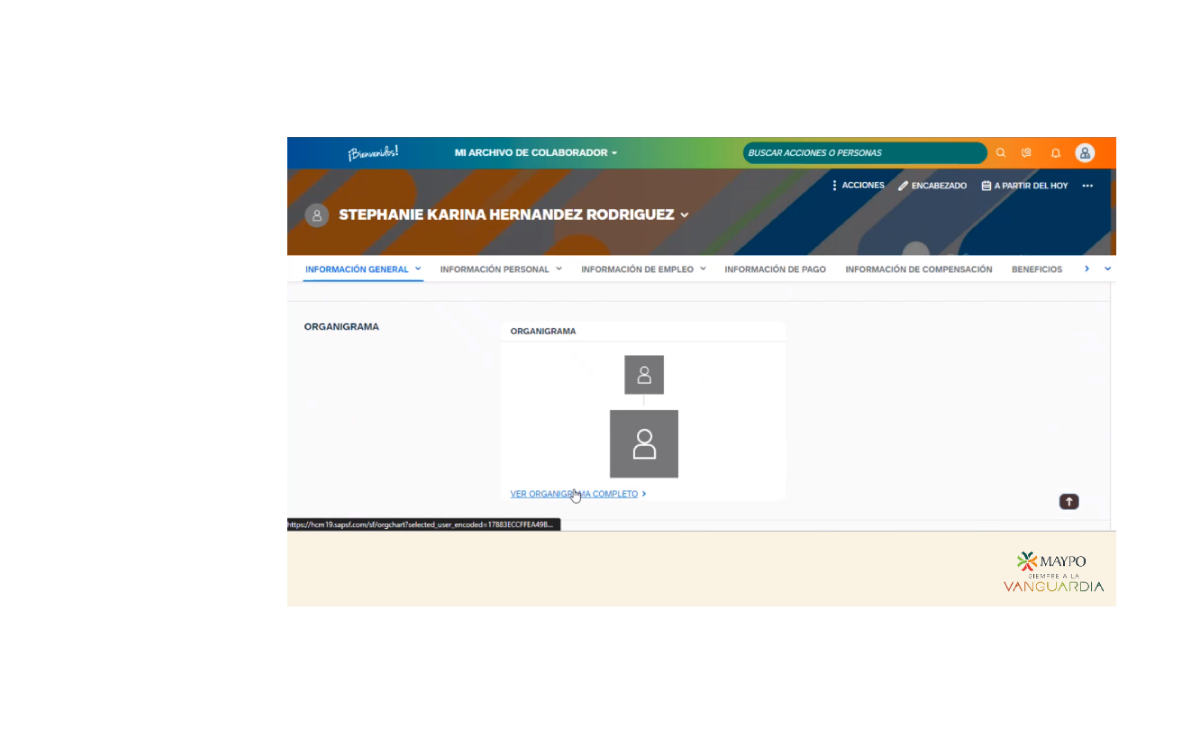 ¡Bienvenidos!
MI ARCHIVO DE COLABORADOR
BUSCAR ACCIONES O PERSONAS
ACCIONES
ENCABEZADO
A PARTIR DEL HOY
STEPHANIE KARINA HERNANDEZ RODRIGUEZ
INFORMACIÓN GENERAL
INFORMACIÓN PERSONAL
INFORMACIÓN DE EMPLEO
INFORMACIÓN DE PAGO
INFORMACIÓN DE COMPENSACIÓN
BENEFICIOS
ORGANIGRAMA
ORGANIGRAMA
VER ORGANIGRAMA COMPLETO
https://hcm19.sapsf.com/sf/orgchart?selected_user_encoded=17883ECCFFEA49B...
MAYPO
SIEMPRE A LA
VANGUARDIA